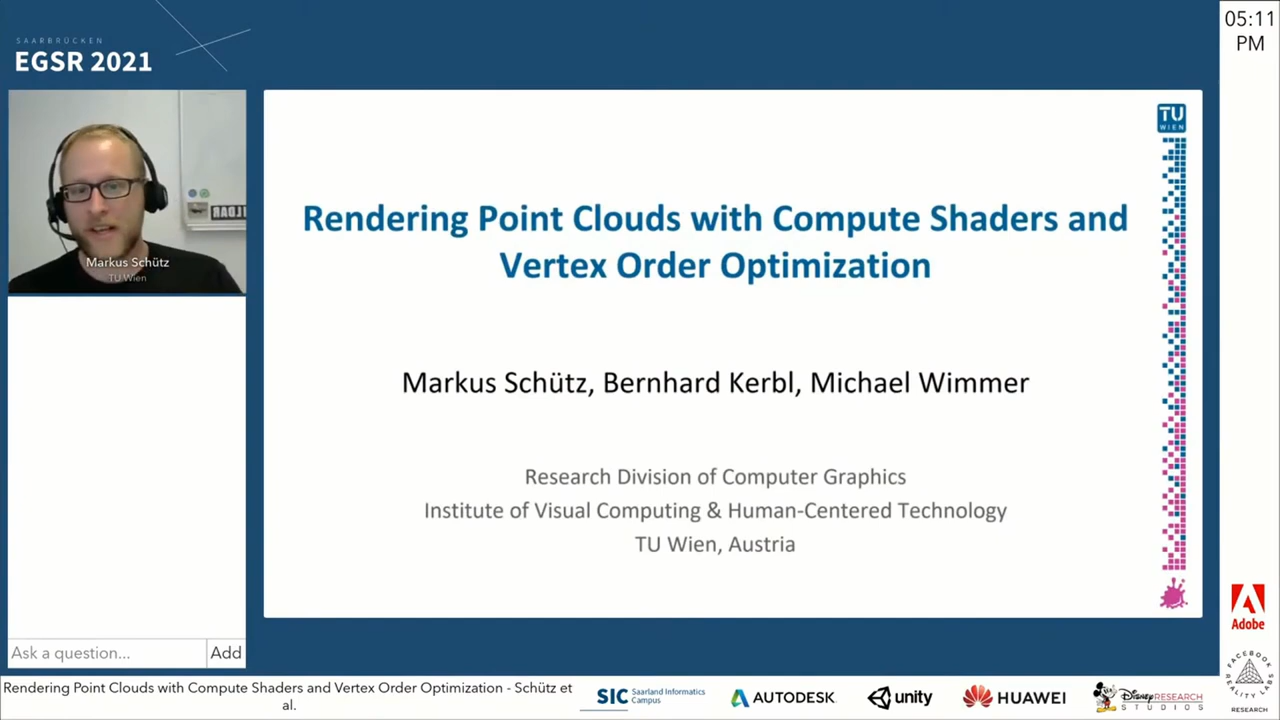 SAARBRÜCKEN
EGSR 2021
05:11
PM
Markus Schütz
TU Wien
TU
WIEN
Rendering Point Clouds with Compute Shaders and
Vertex Order Optimization
Markus Schütz, Bernhard Kerbl, Michael Wimmer
Research Division of Computer Graphics
Institute of Visual Computing & Human-Centered Technology
TU Wien, Austria
Ask a question...
Add
Adobe
FACEBOOK
REALITY LABS
RESEARCH
Rendering Point Clouds with Compute Shaders and Vertex Order Optimization - Schütz et
al.
SIC Saarland Informatics
Campus
AUTODESK
unity
HUAWEI
Disney RESEARCH
STUDIOS